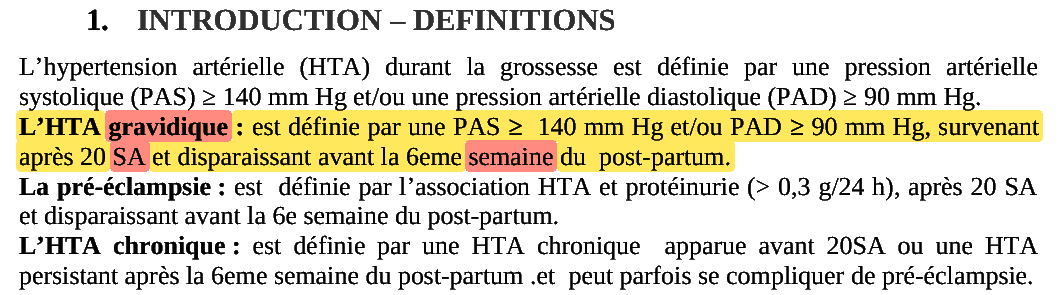 1. INTRODUCTION – DEFINITIONS
L’hypertension artérielle (HTA) durant la grossesse est définie par une pression artérielle
systolique (PAS) ≥ 140 mm Hg et/ou une pression artérielle diastolique (PAD) ≥ 90 mm Hg.
L’HTA gravidique : est définie par une PAS ≥ 140 mm Hg et/ou PAD ≥ 90 mm Hg, survenant
après 20 SA et disparaissant avant la 6eme semaine du post-partum.
La pré-éclampsie : est définie par l’association HTA et protéinurie (> 0,3 g/24 h), après 20 SA
et disparaissant avant la 6e semaine du post-partum.
L’HTA chronique : est définie par une HTA chronique apparue avant 20SA ou une HTA
persistant après la 6eme semaine du post-partum .et peut parfois se compliquer de pré-éclampsie.